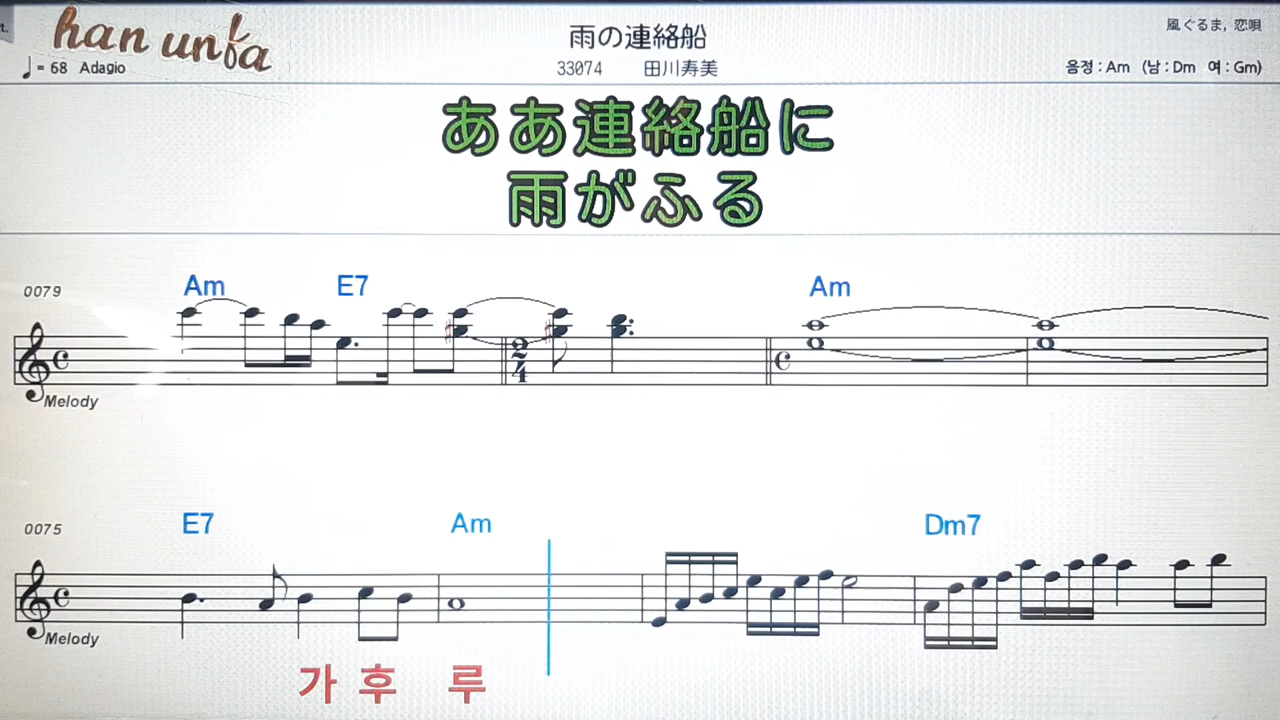 han unfa
♩= 68 Adagio
雨の連絡船
33074 田川寿美
風ぐるま, 恋唄
음정 : Am (남 : Dm 여 : Gm)
ああ連絡船に
雨がふる
0079
Am E7 Am
2
4
Melody
0075
E7 Am Dm7
Melody
가 후 루